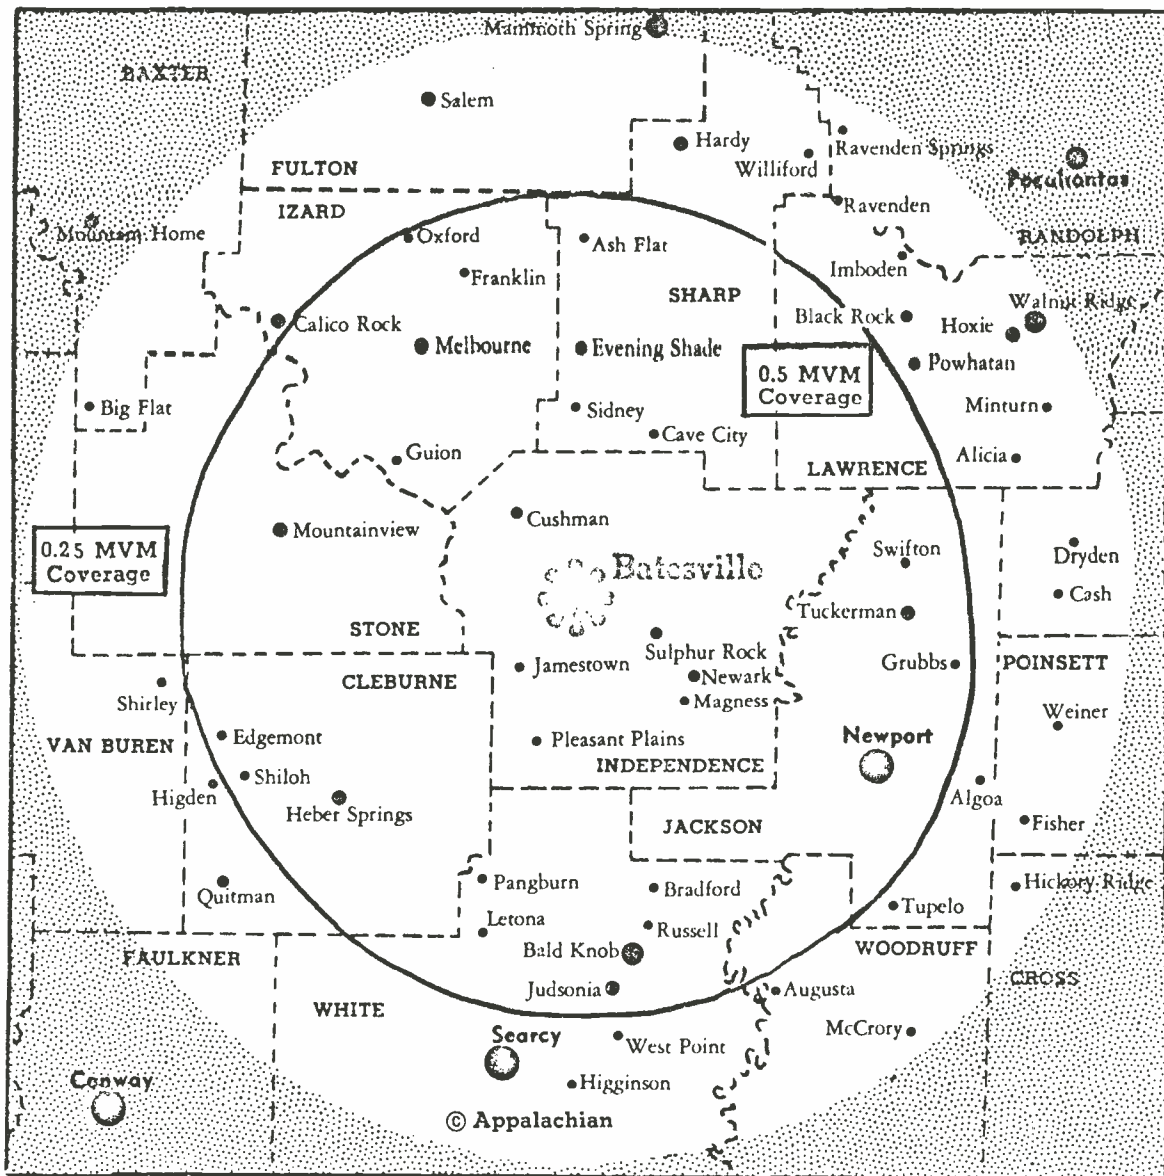 Mammoth Spring
BAXTER
Salem
Hardy
Williford
Ravenden Springs
Pocahontas
FULTON
IZARD
Ravenden
Mountain Home
Oxford
Ash Flat
RANDOLPH
Imboden
Franklin
SHARP
Walnut Ridge
Calico Rock
Black Rock
Hoxie
Melbourne
Evening Shade
Powhatan
0.5 MVM
Coverage
Big Flat
Sidney
Minturn
Cave City
Guion
Alicia
LAWRENCE
Cushman
Mountainview
0.25 MVM
Coverage
Swifton
Dryden
Batesville
Cash
Tuckerman
STONE
Sulphur Rock
Jamestown
Grubbs
POINSETT
CLEBURNE
Newark
Magness
Shirley
Weiner
Edgemont
Pleasant Plains
Newport
VAN BUREN
INDEPENDENCE
Shiloh
Higden
Algoa
Heber Springs
JACKSON
Fisher
Pangburn
Bradford
Hickory Ridge
Quitman
Tupelo
Letona
Russell
WOODRUFF
Bald Knob
FAULKNER
CROSS
Judsonia
Augusta
WHITE
McCrory
Searcy
West Point
Conway
Higginson
© Appalachian